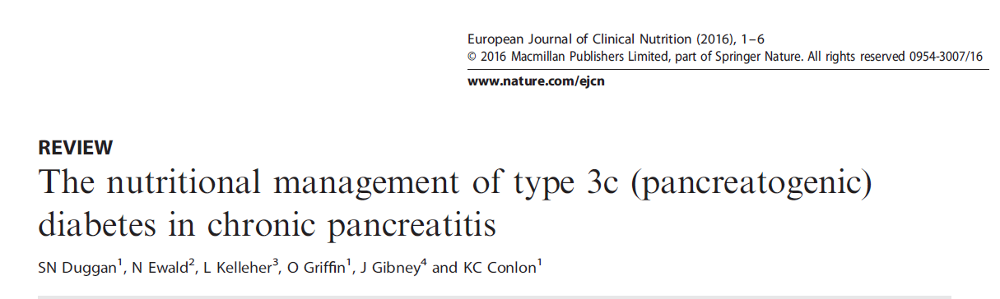 European Journal of Clinical Nutrition (2016), 1–6
© 2016 Macmillan Publishers Limited, part of Springer Nature. All rights reserved 0954-3007/16
www.nature.com/ejcn
REVIEW
The nutritional management of type 3c (pancreatogenic)
diabetes in chronic pancreatitis
SN Duggan¹, N Ewald², L Kelleher³, O Griffin¹, J Gibney⁴ and KC Conlon¹